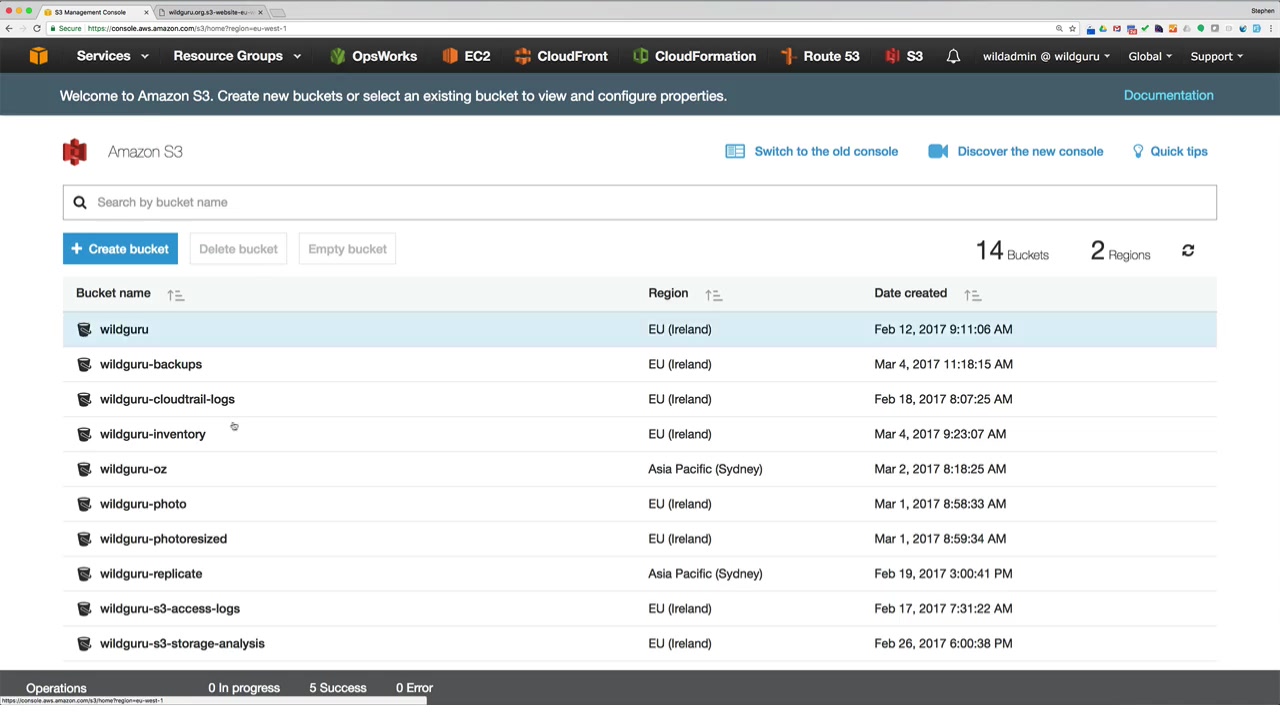 S3 Management Console
wildguru.org.s3-website-eu-w
Stephen
Secure
https://console.aws.amazon.com/s3/home?region=eu-west-1
Services
Resource Groups
OpsWorks
EC2
CloudFront
CloudFormation
Route 53
S3
wildadmin @ wildguru
Global
Support
Welcome to Amazon S3. Create new buckets or select an existing bucket to view and configure properties.
Documentation
Amazon S3
Switch to the old console
Discover the new console
Quick tips
Search by bucket name
+ Create bucket
Delete bucket
Empty bucket
14 Buckets
2 Regions
Bucket name Region Date created
wildguru EU (Ireland) Feb 12, 2017 9:11:06 AM
wildguru-backups EU (Ireland) Mar 4, 2017 11:18:15 AM
wildguru-cloudtrail-logs EU (Ireland) Feb 18, 2017 8:07:25 AM
wildguru-inventory EU (Ireland) Mar 4, 2017 9:23:07 AM
wildguru-oz Asia Pacific (Sydney) Mar 2, 2017 8:18:25 AM
wildguru-photo EU (Ireland) Mar 1, 2017 8:58:33 AM
wildguru-photoresized EU (Ireland) Mar 1, 2017 8:59:34 AM
wildguru-replicate Asia Pacific (Sydney) Feb 19, 2017 3:00:41 PM
wildguru-s3-access-logs EU (Ireland) Feb 17, 2017 7:31:22 AM
wildguru-s3-storage-analysis EU (Ireland) Feb 26, 2017 6:00:38 PM
Operations 0 In progress 5 Success 0 Error
https://console.aws.amazon.com/s3/home?region=eu-west-1